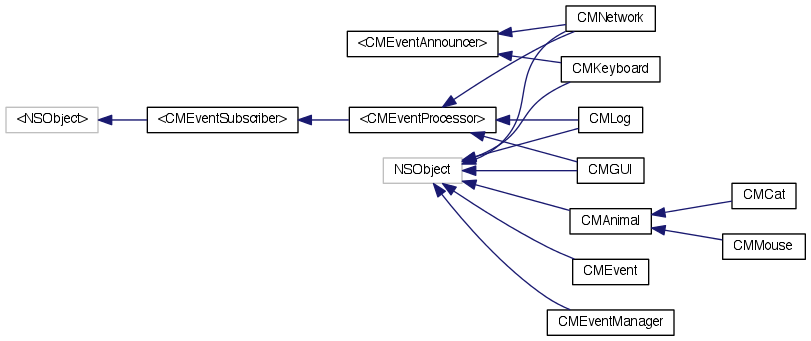 CMNetwork
<CMEventAnnouncer>
CMKeyboard
<NSObject>
<CMEventSubscriber>
<CMEventProcessor>
CMLog
NSObject
CMGUI
CMCat
CMAnimal
CMMouse
CMEvent
CMEventManager